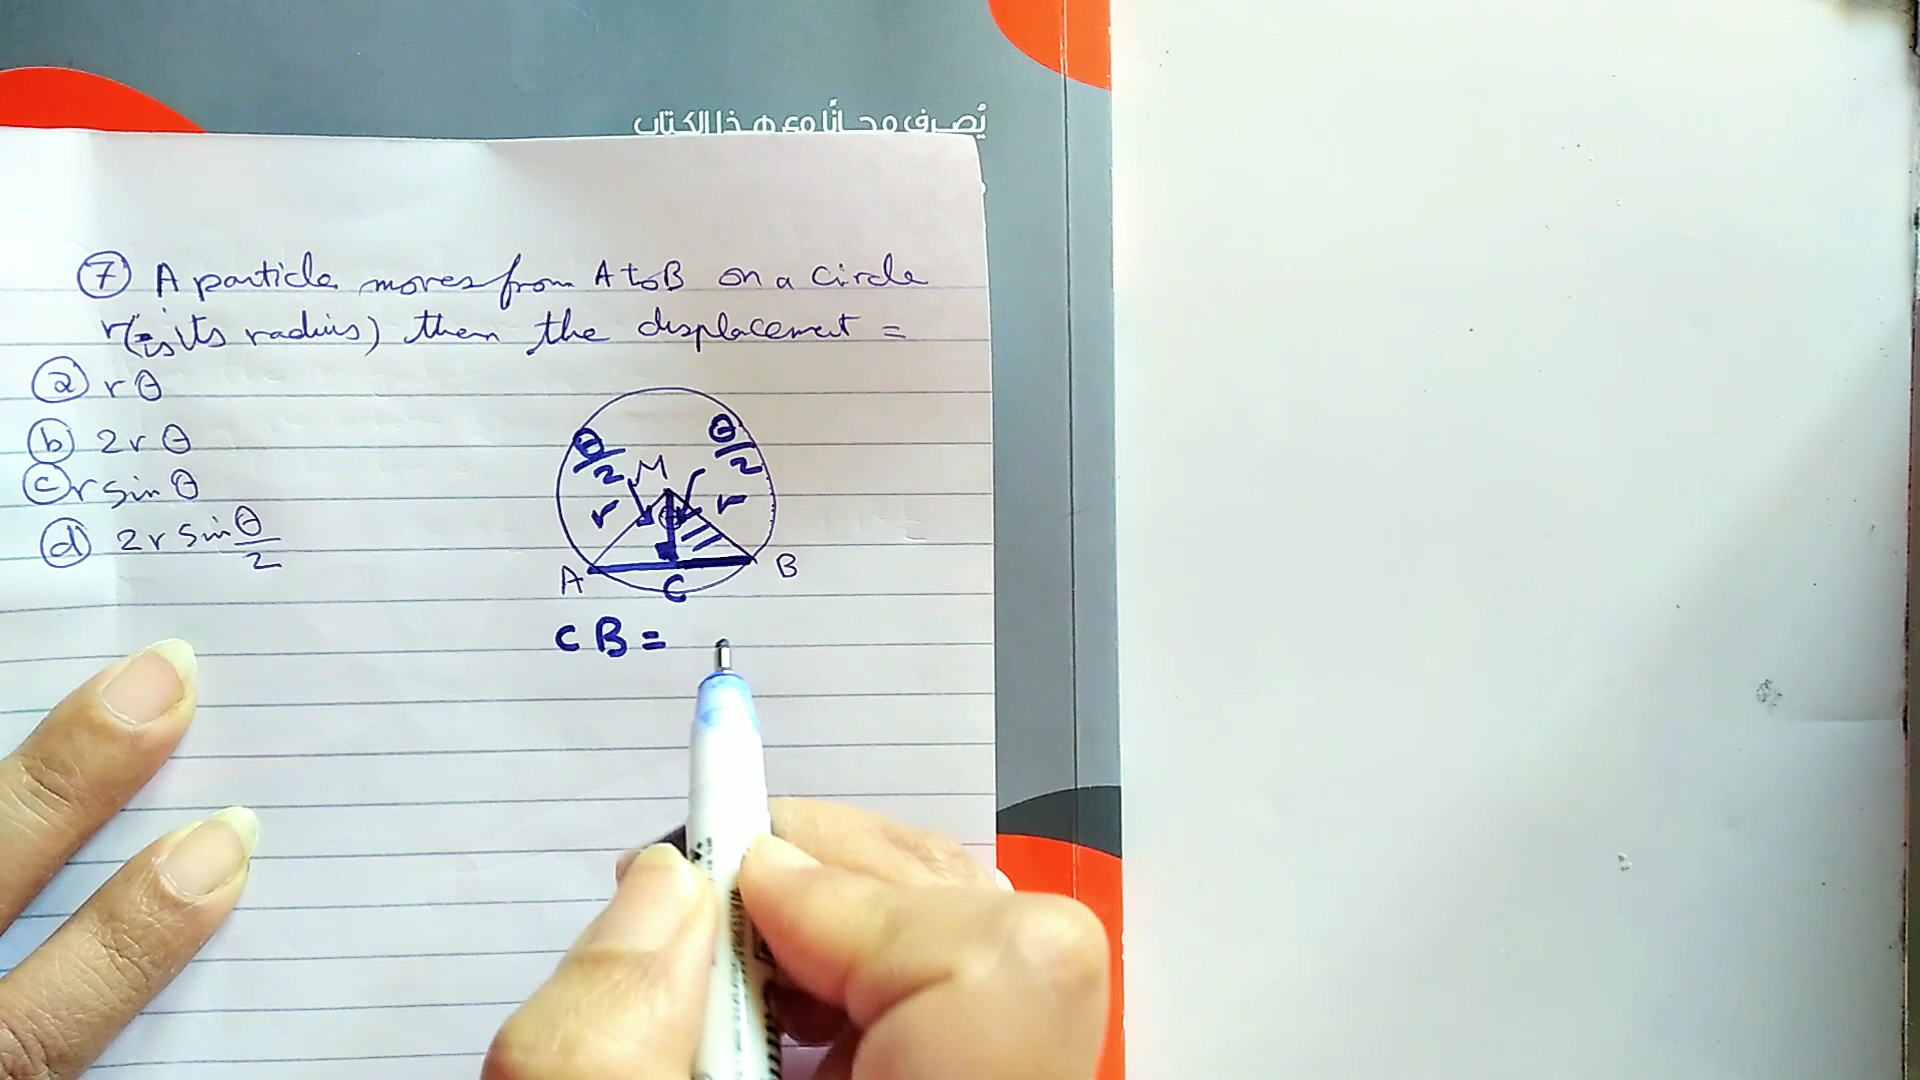 يُصرف مجانًا مع هذا الكتاب
⑦ A particle moves from A to B on a circle
r (is its radius) then the displacement =
ⓐ rθ
ⓑ 2rθ
ⓒ r sin θ
ⓓ 2r sin θ/2
θ/2 θ/2
M
r r
θ
A B
C
CB =